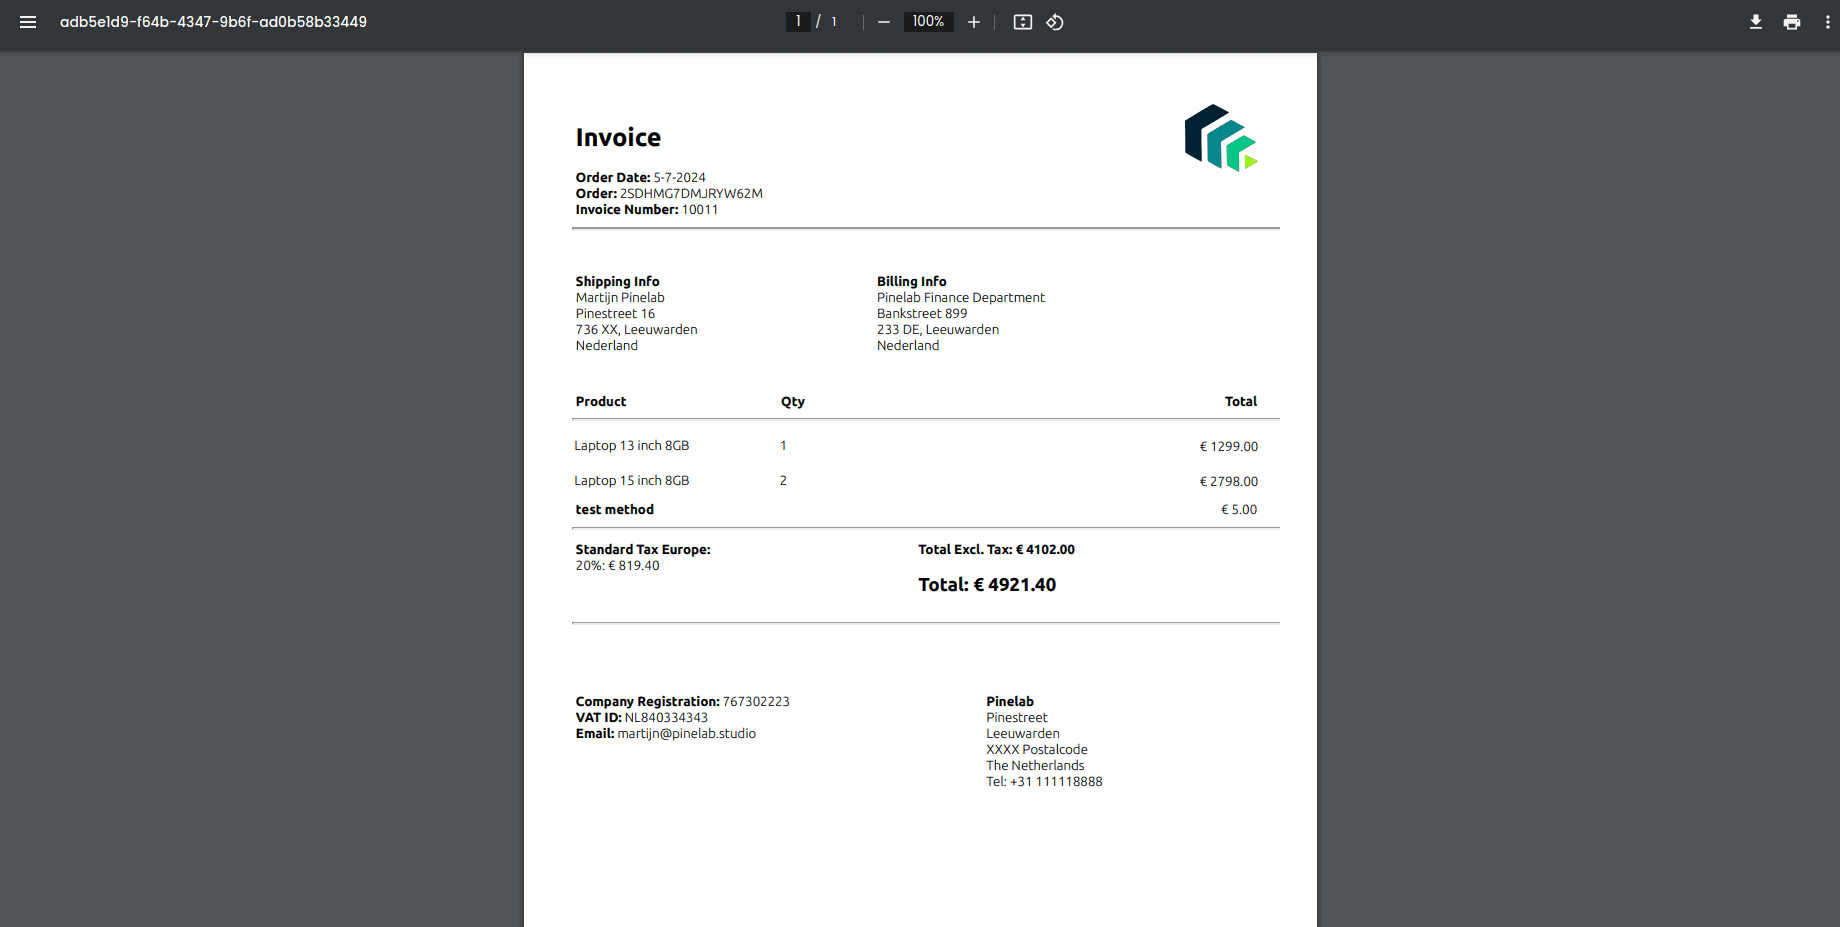 adb5e1d9-f64b-4347-9b6f-ad0b58b33449
1 / 1
100%
Invoice
Order Date: 5-7-2024
Order: 2SDHMG7DMJRYW62M
Invoice Number: 10011
Shipping Info
Martijn Pinelab
Pinestreet 16
736 XX, Leeuwarden
Nederland
Billing Info
Pinelab Finance Department
Bankstreet 899
233 DE, Leeuwarden
Nederland
Product Qty Total
Laptop 13 inch 8GB 1 € 1299.00
Laptop 15 inch 8GB 2 € 2798.00
test method € 5.00
Standard Tax Europe:
20%: € 819.40
Total Excl. Tax: € 4102.00
Total: € 4921.40
Company Registration: 767302223
VAT ID: NL840334343
Email: martijn@pinelab.studio
Pinelab
Pinestreet
Leeuwarden
XXXX Postalcode
The Netherlands
Tel: +31 111118888